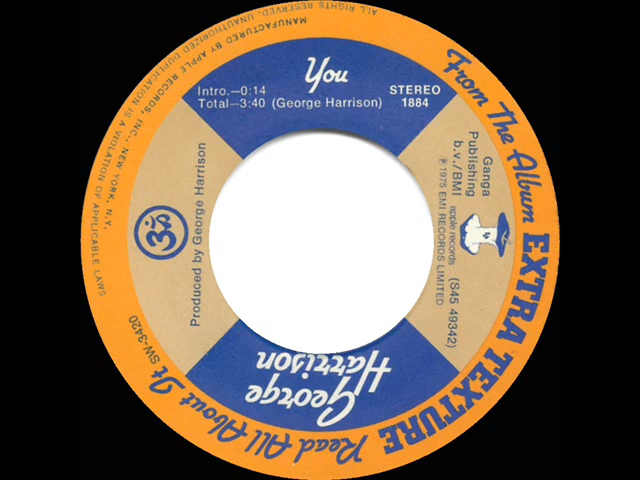 You
Intro.—0:14
Total—3:40 (George Harrison)
STEREO
1884
From The Album EXTRA TEXTURE Read All About It SW-3420
Ganga
Publishing
b.v./BMI
℗ 1975 EMI RECORDS LIMITED
apple records (S45 49342)
George
Harrison
Produced by George Harrison
ॐ
MANUFACTURED BY APPLE RECORDS, INC., NEW YORK, N.Y.
ALL RIGHTS RESERVED. UNAUTHORIZED DUPLICATION IS A VIOLATION OF APPLICABLE LAWS